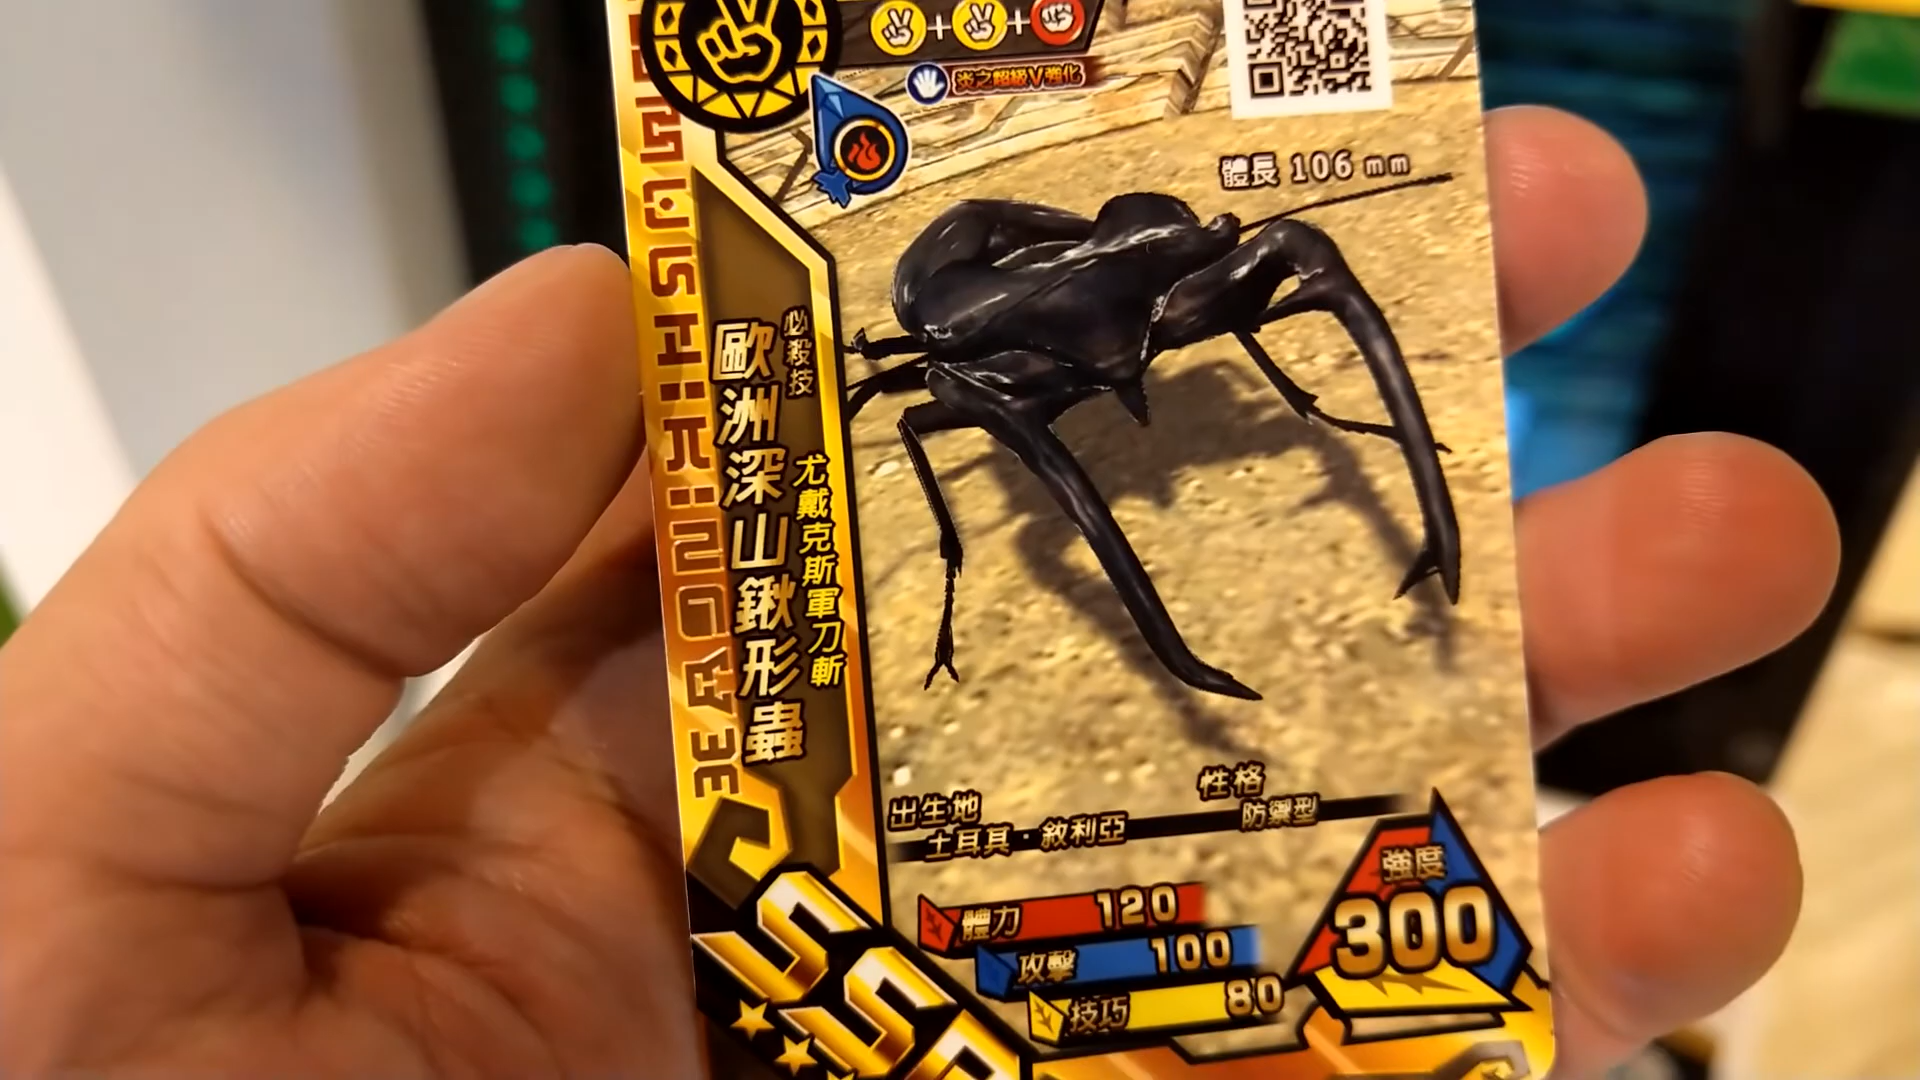 炎之超級V強化
體長 106 mm
必殺技
尤戴克斯軍刀斬
歐洲深山鍬形蟲
出生地
土耳其・敘利亞
性格
防禦型
體力 120
攻擊 100
技巧 80
強度
300